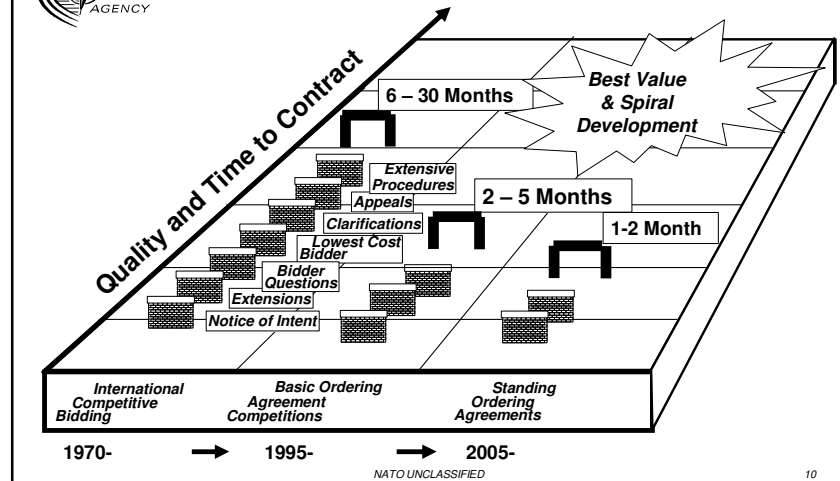 AGENCY
Quality and Time to Contract
6 – 30 Months
Best Value
& Spiral
Development
Extensive
Procedures
Appeals
Clarifications
Lowest Cost
Bidder
Bidder
Questions
Extensions
Notice of Intent
2 – 5 Months
1-2 Month
International
Competitive
Bidding
Basic Ordering
Agreement
Competitions
Standing
Ordering
Agreements
1970-
1995-
2005-
NATO UNCLASSIFIED
10